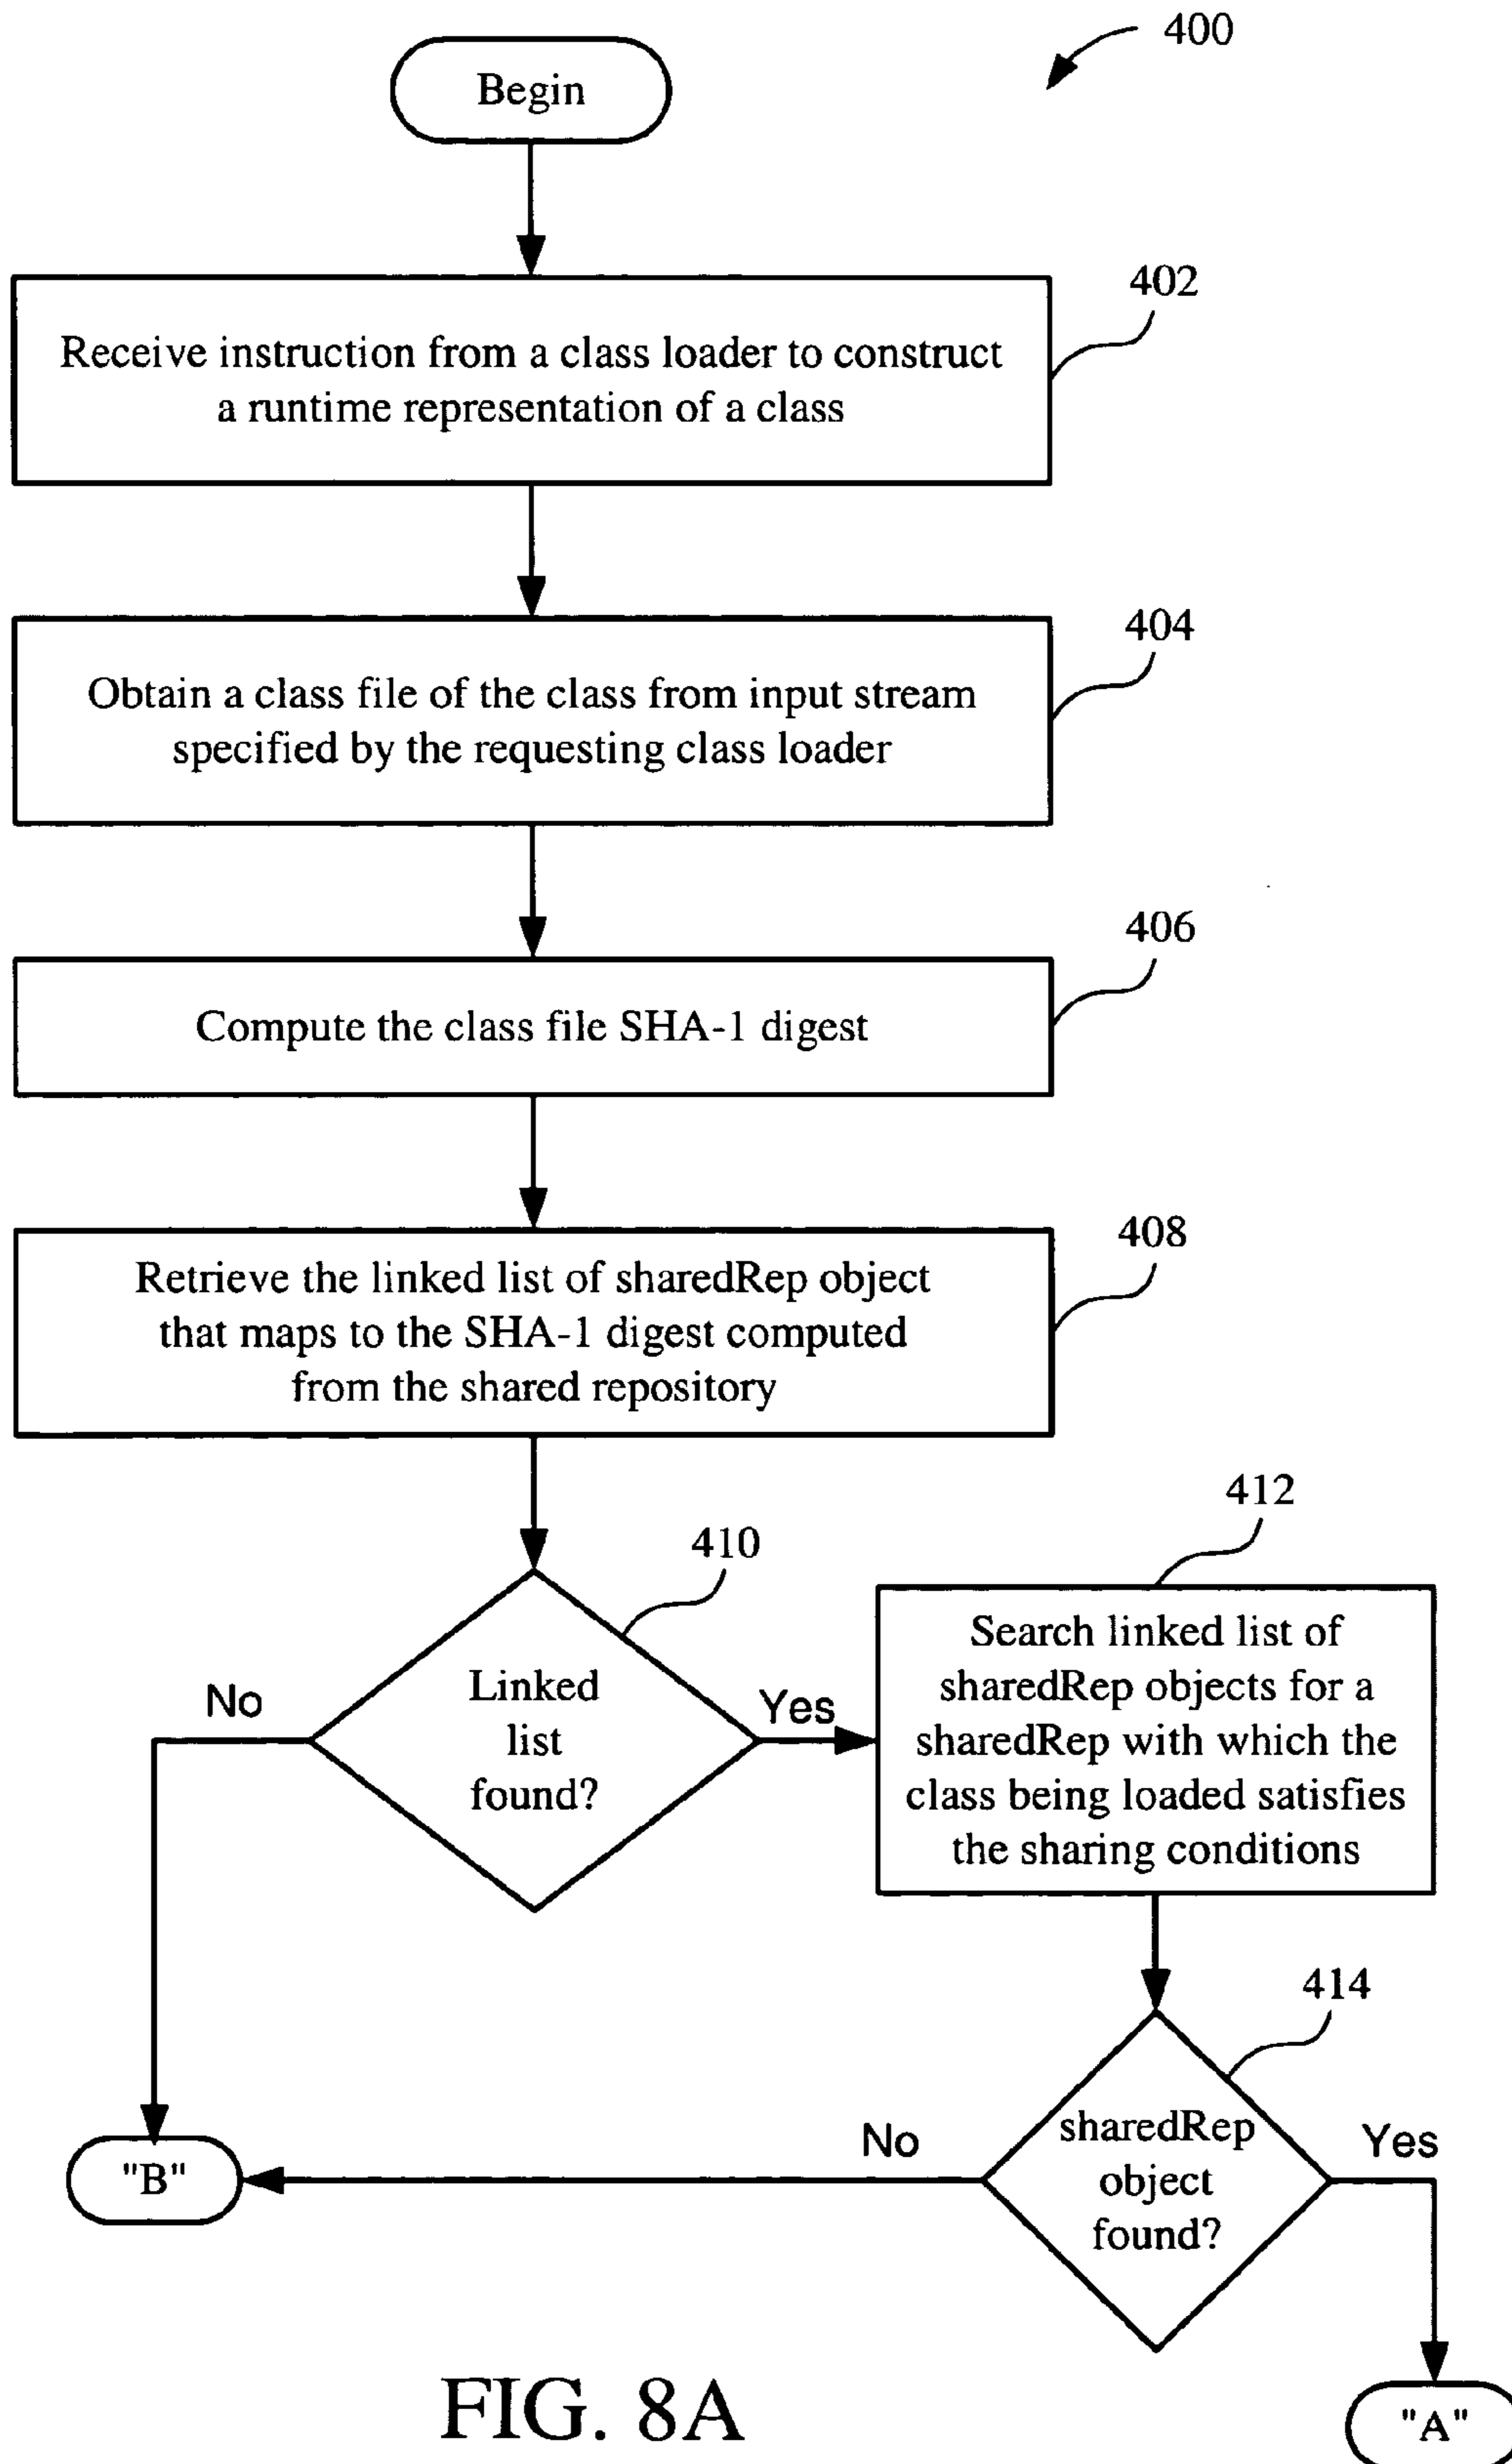 400
Begin
402
Receive instruction from a class loader to construct
a runtime representation of a class
404
Obtain a class file of the class from input stream
specified by the requesting class loader
406
Compute the class file SHA-1 digest
408
Retrieve the linked list of sharedRep object
that maps to the SHA-1 digest computed
from the shared repository
410
Linked
list
found?
No
Yes
412
Search linked list of
sharedRep objects for a
sharedRep with which the
class being loaded satisfies
the sharing conditions
414
sharedRep
object
found?
No
Yes
"B"
"A"
FIG. 8A